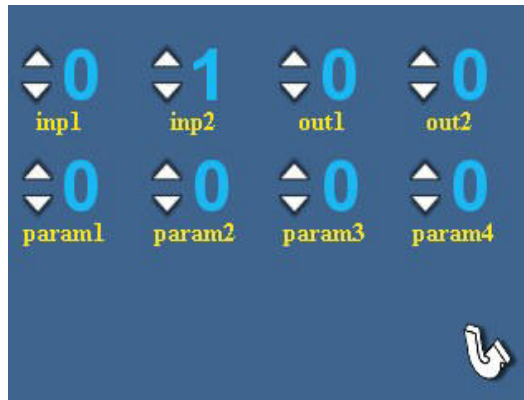 0 1 0 0
inp1 inp2 out1 out2
0 0 0 0
param1 param2 param3 param4